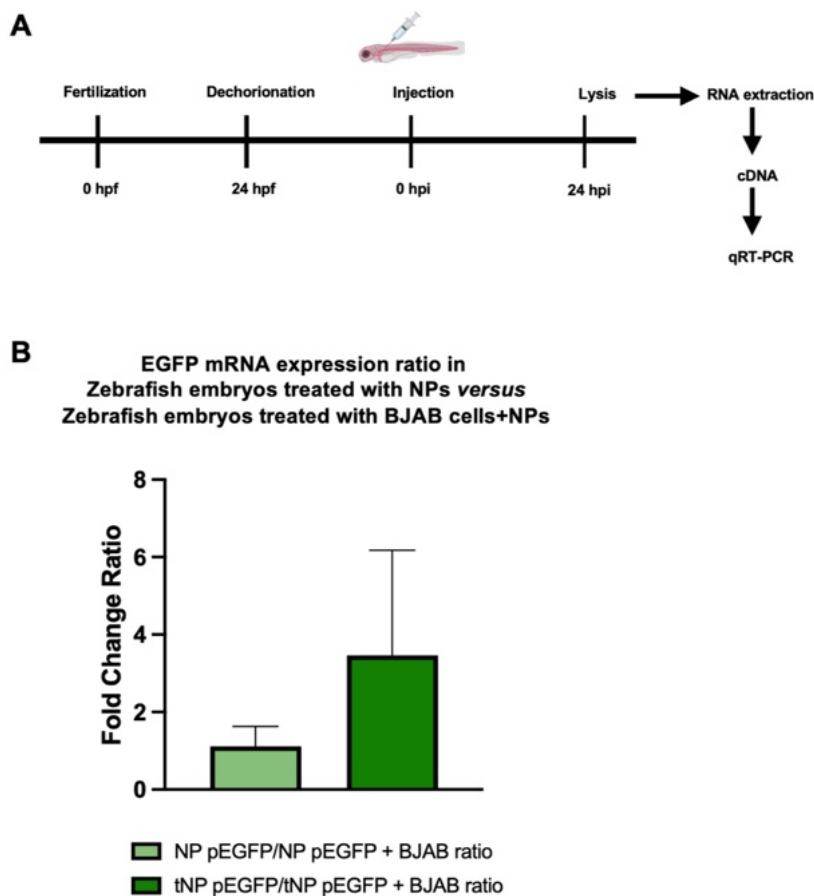 A
Fertilization Dechorionation Injection Lysis RNA extraction
0 hpf 24 hpf 0 hpi 24 hpi cDNA
qRT-PCR
B
EGFP mRNA expression ratio in
Zebrafish embryos treated with NPs versus
Zebrafish embryos treated with BJAB cells+NPs
Fold Change Ratio
8
6
4
2
0
NP pEGFP/NP pEGFP + BJAB ratio
tNP pEGFP/tNP pEGFP + BJAB ratio